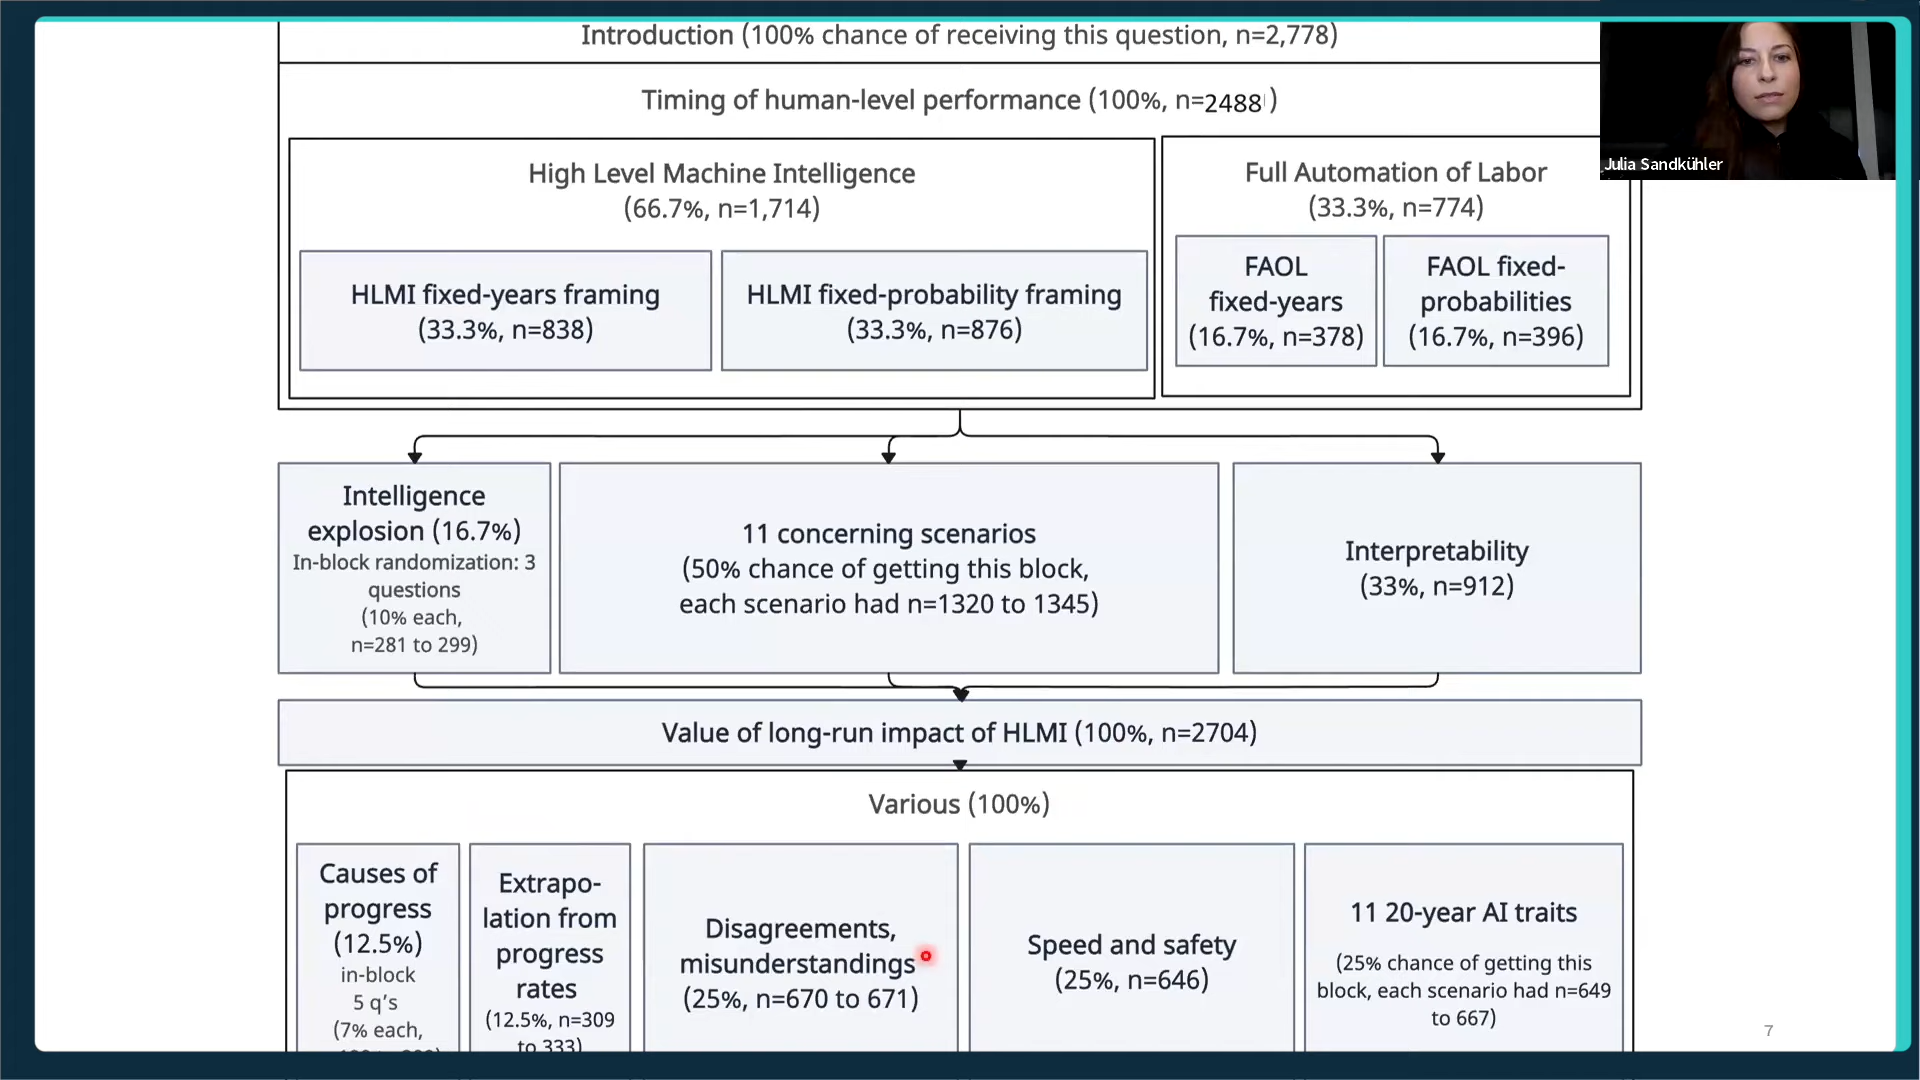 Introduction (100% chance of receiving this question, n=2,778)
Timing of human-level performance (100%, n=2488)
Julia Sandkühler
High Level Machine Intelligence
(66.7%, n=1,714)
Full Automation of Labor
(33.3%, n=774)
HLMI fixed-years framing
(33.3%, n=838)
HLMI fixed-probability framing
(33.3%, n=876)
FAOL
fixed-years
(16.7%, n=378)
FAOL fixed-
probabilities
(16.7%, n=396)
Intelligence
explosion (16.7%)
In-block randomization: 3
questions
(10% each,
n=281 to 299)
11 concerning scenarios
(50% chance of getting this block,
each scenario had n=1320 to 1345)
Interpretability
(33%, n=912)
Value of long-run impact of HLMI (100%, n=2704)
Various (100%)
Causes of
progress
(12.5%)
in-block
5 q’s
(7% each,
Extrapo-
lation from
progress
rates
(12.5%, n=309
to 333)
Disagreements,
misunderstandings
(25%, n=670 to 671)
Speed and safety
(25%, n=646)
11 20-year AI traits
(25% chance of getting this
block, each scenario had n=649
to 667)
7